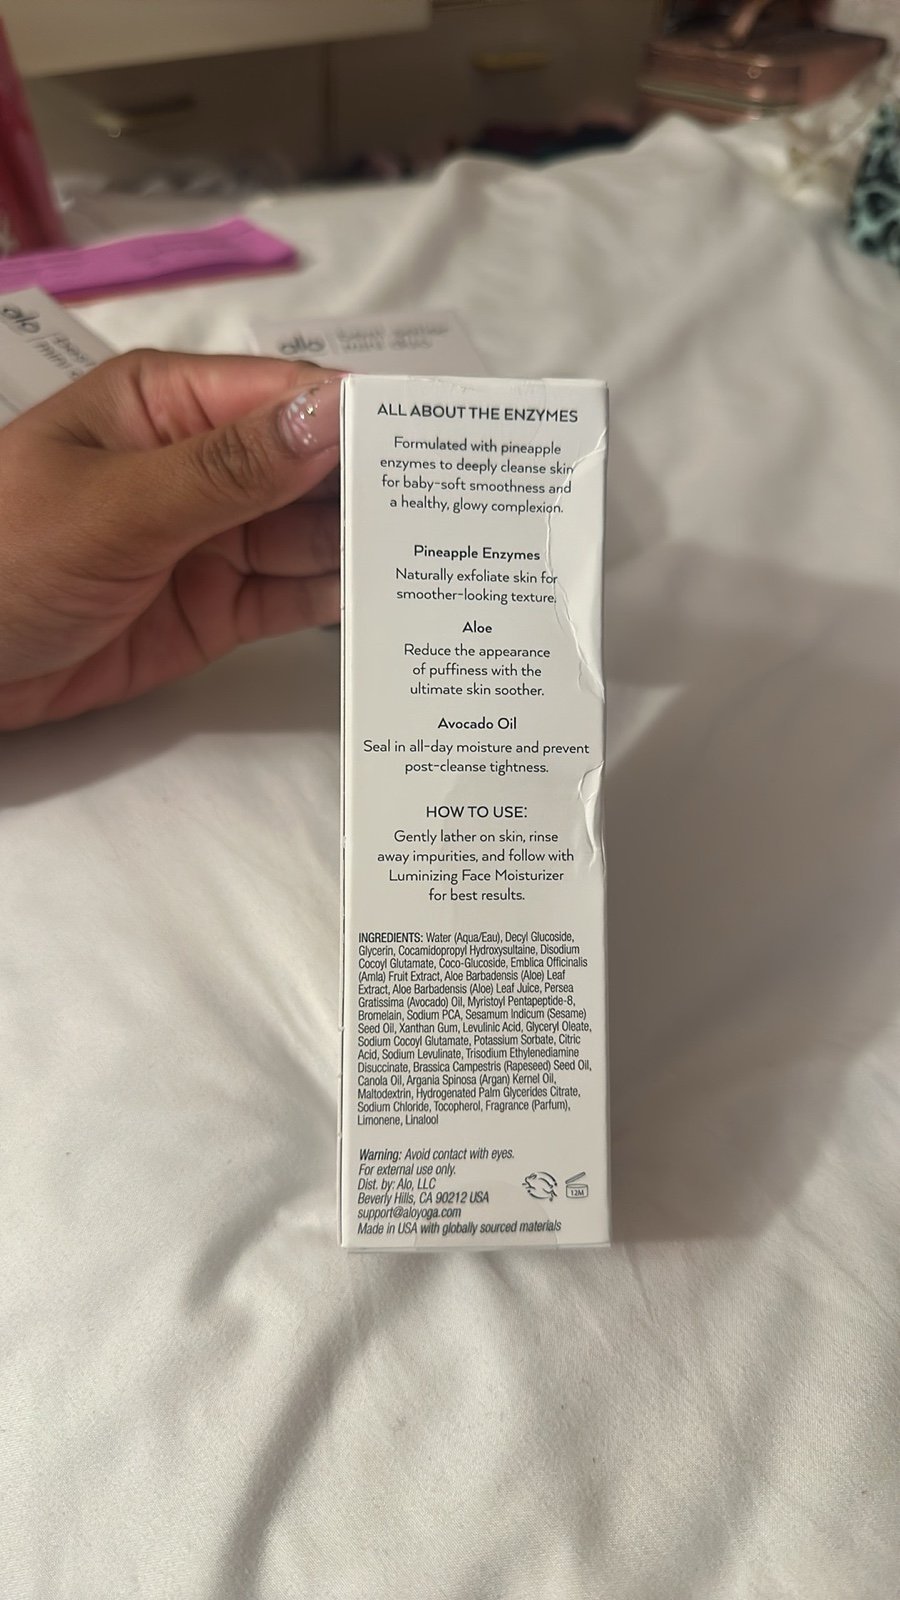 alo
alo
ALL ABOUT THE ENZYMES
Formulated with pineapple
enzymes to deeply cleanse skin
for baby-soft smoothness and
a healthy, glowy complexion.
Pineapple Enzymes
Naturally exfoliate skin for
smoother-looking texture.
Aloe
Reduce the appearance
of puffiness with the
ultimate skin soother.
Avocado Oil
Seal in all-day moisture and prevent
post-cleanse tightness.
HOW TO USE:
Gently lather on skin, rinse
away impurities, and follow with
Luminizing Face Moisturizer
for best results.
INGREDIENTS: Water (Aqua/Eau), Decyl Glucoside,
Glycerin, Cocamidopropyl Hydroxysultaine, Disodium
Cocoyl Glutamate, Coco-Glucoside, Emblica Officinalis
(Amla) Fruit Extract, Aloe Barbadensis (Aloe) Leaf
Extract, Aloe Barbadensis (Aloe) Leaf Juice, Persea
Gratissima (Avocado) Oil, Myristoyl Pentapeptide-8,
Bromelain, Sodium PCA, Sesamum Indicum (Sesame)
Seed Oil, Xanthan Gum, Levulinic Acid, Glyceryl Oleate,
Sodium Cocoyl Glutamate, Potassium Sorbate, Citric
Acid, Sodium Levulinate, Trisodium Ethylenediamine
Disuccinate, Brassica Campestris (Rapeseed) Seed Oil,
Canola Oil, Argania Spinosa (Argan) Kernel Oil,
Maltodextrin, Hydrogenated Palm Glycerides Citrate,
Sodium Chloride, Tocopherol, Fragrance (Parfum),
Limonene, Linalool
Warning: Avoid contact with eyes.
For external use only.
Dist. by: Alo, LLC
Beverly Hills, CA 90212 USA
support@aloyoga.com
Made in USA with globally sourced materials
12M